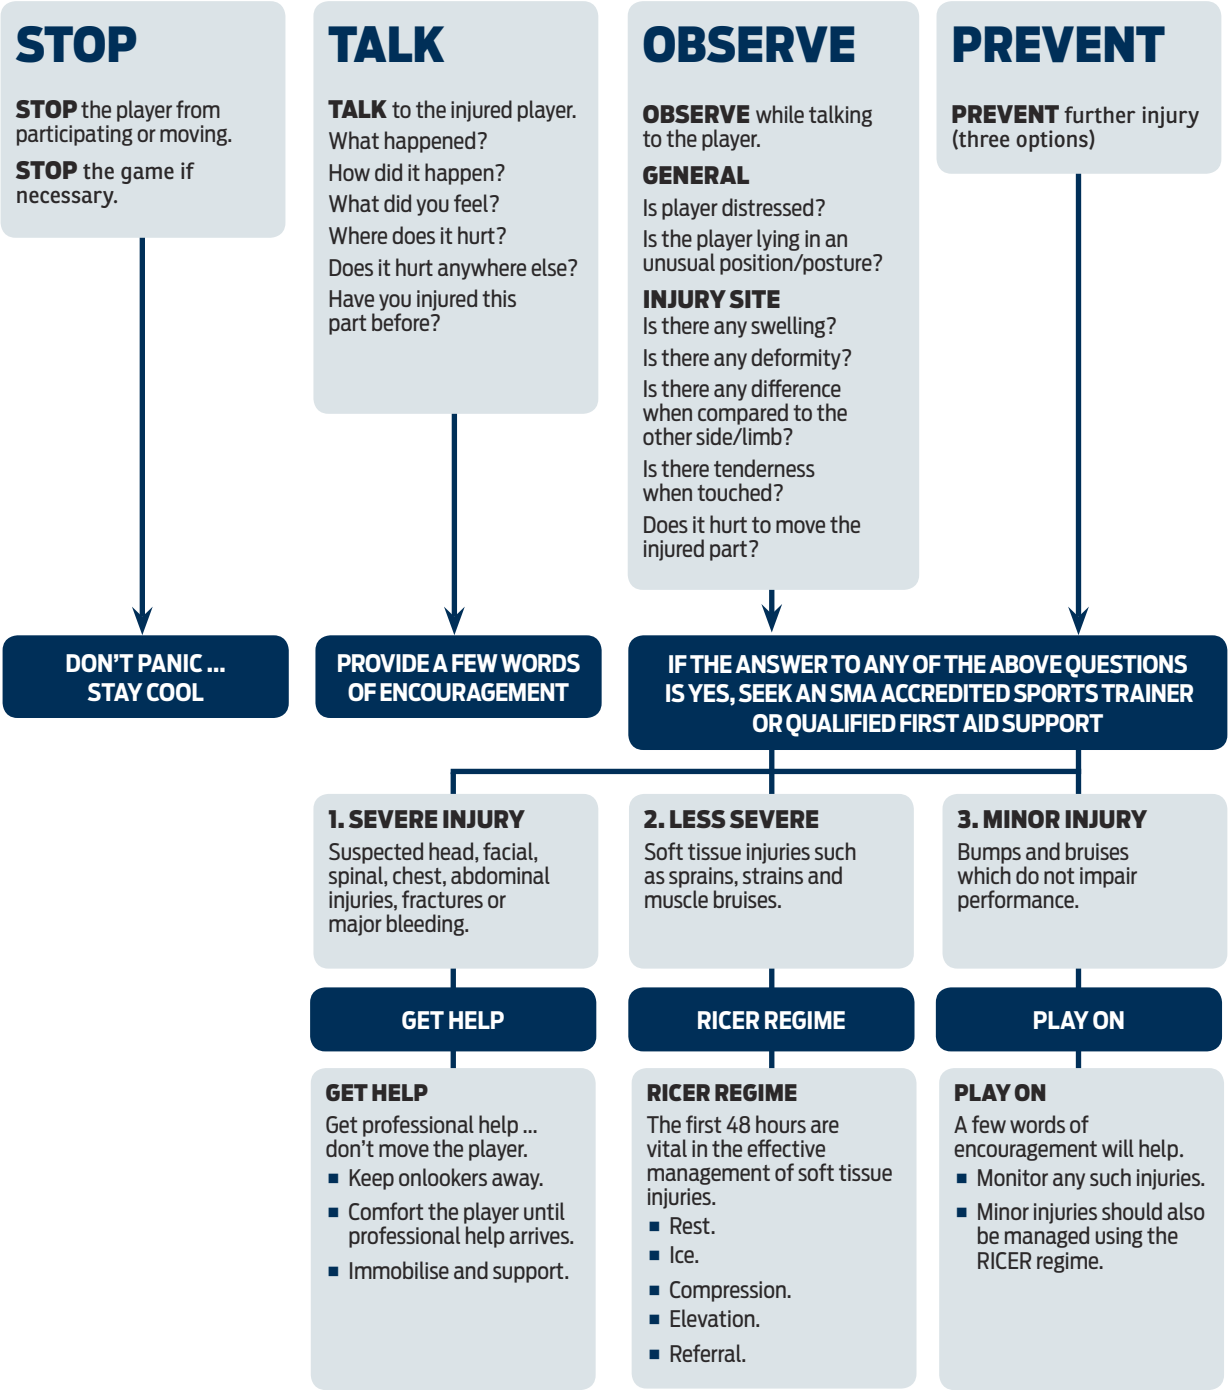 STOP
STOP the player from
participating or moving.
STOP the game if
necessary.
TALK
TALK to the injured player.
What happened?
How did it happen?
What did you feel?
Where does it hurt?
Does it hurt anywhere else?
Have you injured this
part before?
OBSERVE
OBSERVE while talking
to the player.
GENERAL
Is player distressed?
Is the player lying in an
unusual position/posture?
INJURY SITE
Is there any swelling?
Is there any deformity?
Is there any difference
when compared to the
other side/limb?
Is there tenderness
when touched?
Does it hurt to move the
injured part?
PREVENT
PREVENT further injury
(three options)
DON'T PANIC ...
STAY COOL
PROVIDE A FEW WORDS
OF ENCOURAGEMENT
IF THE ANSWER TO ANY OF THE ABOVE QUESTIONS
IS YES, SEEK AN SMA ACCREDITED SPORTS TRAINER
OR QUALIFIED FIRST AID SUPPORT
1. SEVERE INJURY
Suspected head, facial,
spinal, chest, abdominal
injuries, fractures or
major bleeding.
2. LESS SEVERE
Soft tissue injuries such
as sprains, strains and
muscle bruises.
3. MINOR INJURY
Bumps and bruises
which do not impair
performance.
GET HELP
RICER REGIME
PLAY ON
GET HELP
Get professional help ...
don't move the player.
■ Keep onlookers away.
■ Comfort the player until
professional help arrives.
■ Immobilise and support.
RICER REGIME
The first 48 hours are
vital in the effective
management of soft tissue
injuries.
■ Rest.
■ Ice.
■ Compression.
■ Elevation.
■ Referral.
PLAY ON
A few words of
encouragement will help.
■ Monitor any such injuries.
■ Minor injuries should also
be managed using the
RICER regime.